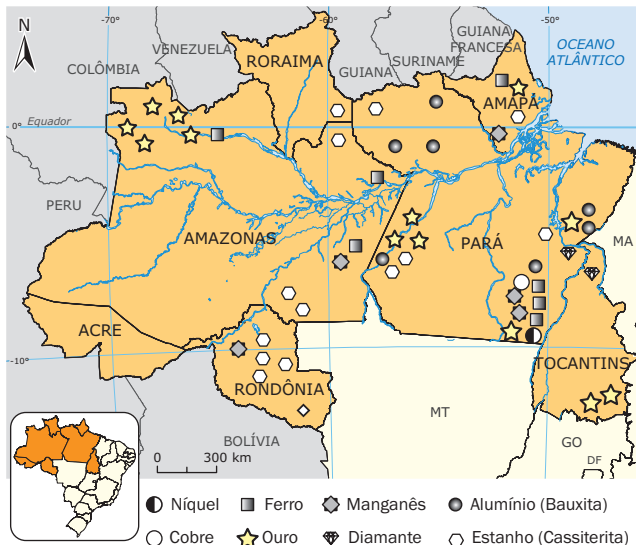 -70°
-60°
-50°
N
VENEZUELA
COLÔMBIA
RORAIMA
GUIANA
SURINAME
GUIANA
FRANCESA
OCEANO
ATLÂNTICO
AMAPÁ
Equador
0°
0°
PERU
AMAZONAS
PARÁ
MA
ACRE
-10°
-10°
RONDÔNIA
TOCANTINS
MT
BOLÍVIA
GO
DF
0 300 km
Níquel Ferro Manganês Alumínio (Bauxita)
Cobre Ouro Diamante Estanho (Cassiterita)